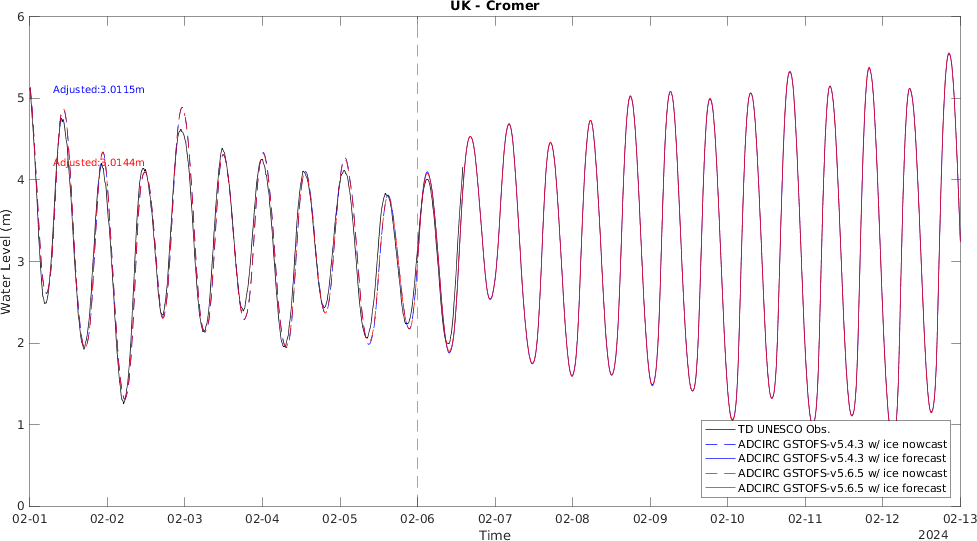 UK - Cromer
6
5
4
3
2
1
0
Water Level (m)
Adjusted:3.0115m
Adjusted:3.0144m
TD UNESCO Obs.
ADCIRC GSTOFS-v5.4.3 w/ ice nowcast
ADCIRC GSTOFS-v5.4.3 w/ ice forecast
ADCIRC GSTOFS-v5.6.5 w/ ice nowcast
ADCIRC GSTOFS-v5.6.5 w/ ice forecast
02-01 02-02 02-03 02-04 02-05 02-06 02-07 02-08 02-09 02-10 02-11 02-12 02-13
Time
2024